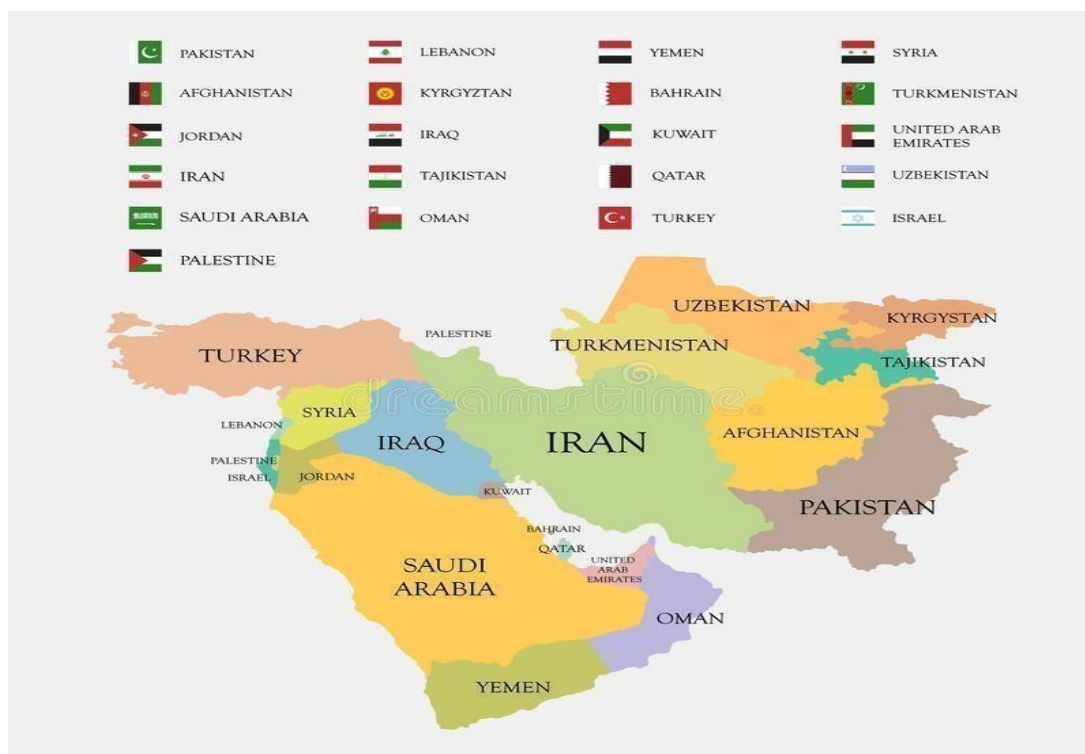 PAKISTAN
LEBANON
YEMEN
SYRIA
AFGHANISTAN
KYRGYZTAN
BAHRAIN
TURKMENISTAN
JORDAN
IRAQ
KUWAIT
UNITED ARAB
EMIRATES
IRAN
TAJIKISTAN
QATAR
UZBEKISTAN
SAUDI ARABIA
OMAN
TURKEY
ISRAEL
PALESTINE
UZBEKISTAN
KYRGYSTAN
PALESTINE
TURKMENISTAN
TURKEY
TAJIKISTAN
dreamstime
SYRIA
LEBANON
AFGHANISTAN
IRAQ
IRAN
PALESTINE
ISRAEL
JORDAN
KUWAIT
PAKISTAN
BAHRAIN
QATAR
UNITED
ARAB
EMIRATES
SAUDI
ARABIA
OMAN
YEMEN